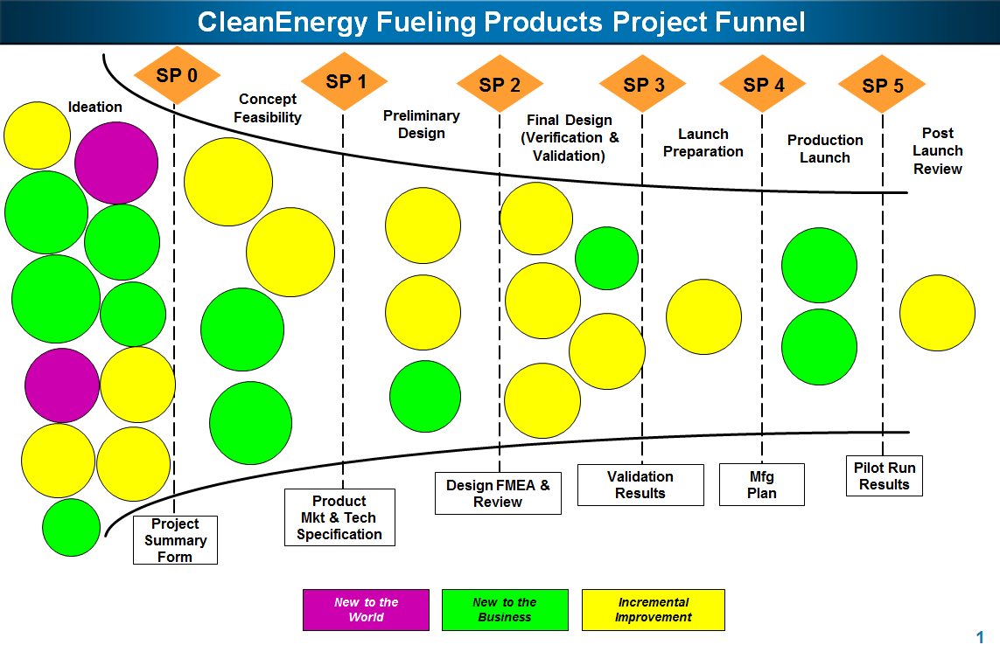 CleanEnergy Fueling Products Project Funnel
SP 0
SP 1
SP 2
SP 3
SP 4
SP 5
Ideation
Concept
Feasibility
Preliminary
Design
Final Design
(Verification &
Validation)
Launch
Preparation
Production
Launch
Post
Launch
Review
Project
Summary
Form
Product
Mkt & Tech
Specification
Design FMEA &
Review
Validation
Results
Mfg
Plan
Pilot Run
Results
New to the
World
New to the
Business
Incremental
Improvement
1